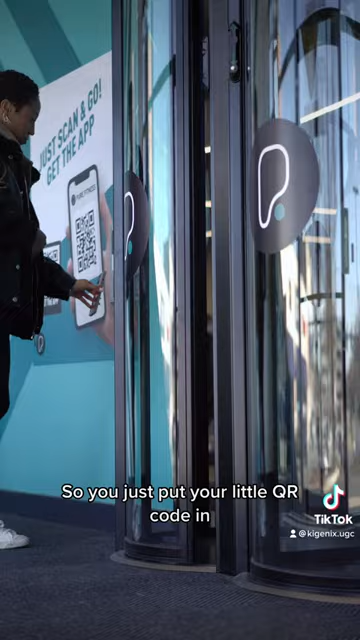 JUST SCAN & GO!
GET THE APP
So you just put your little QR
code in
TikTok
@kigenix.ugc